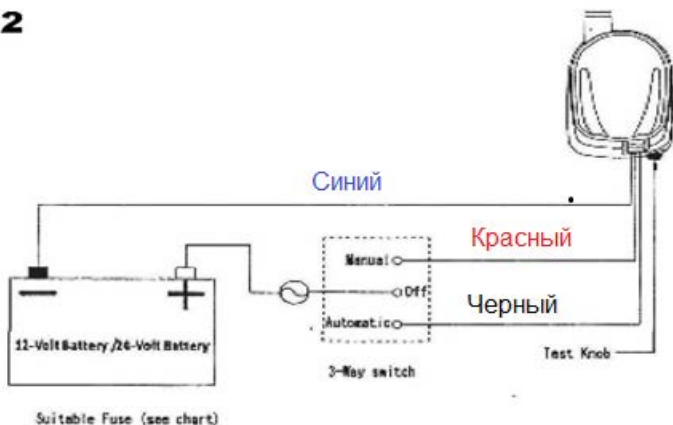 2
Синий
Красный
Manual
Off
Черный
Automatic
12-Volt Battery /24-Volt Battery
Test Knob
3-Way switch
Suitable Fuse (see chart)